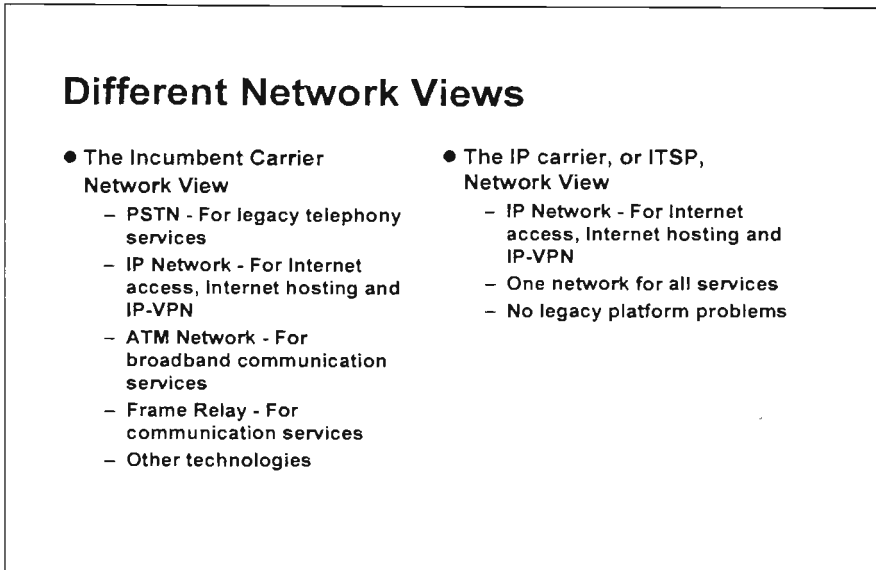 Different Network Views
● The Incumbent Carrier
Network View
– PSTN - For legacy telephony
services
– IP Network - For Internet
access, Internet hosting and
IP-VPN
– ATM Network - For
broadband communication
services
– Frame Relay - For
communication services
– Other technologies
● The IP carrier, or ITSP,
Network View
– IP Network - For Internet
access, Internet hosting and
IP-VPN
– One network for all services
– No legacy platform problems